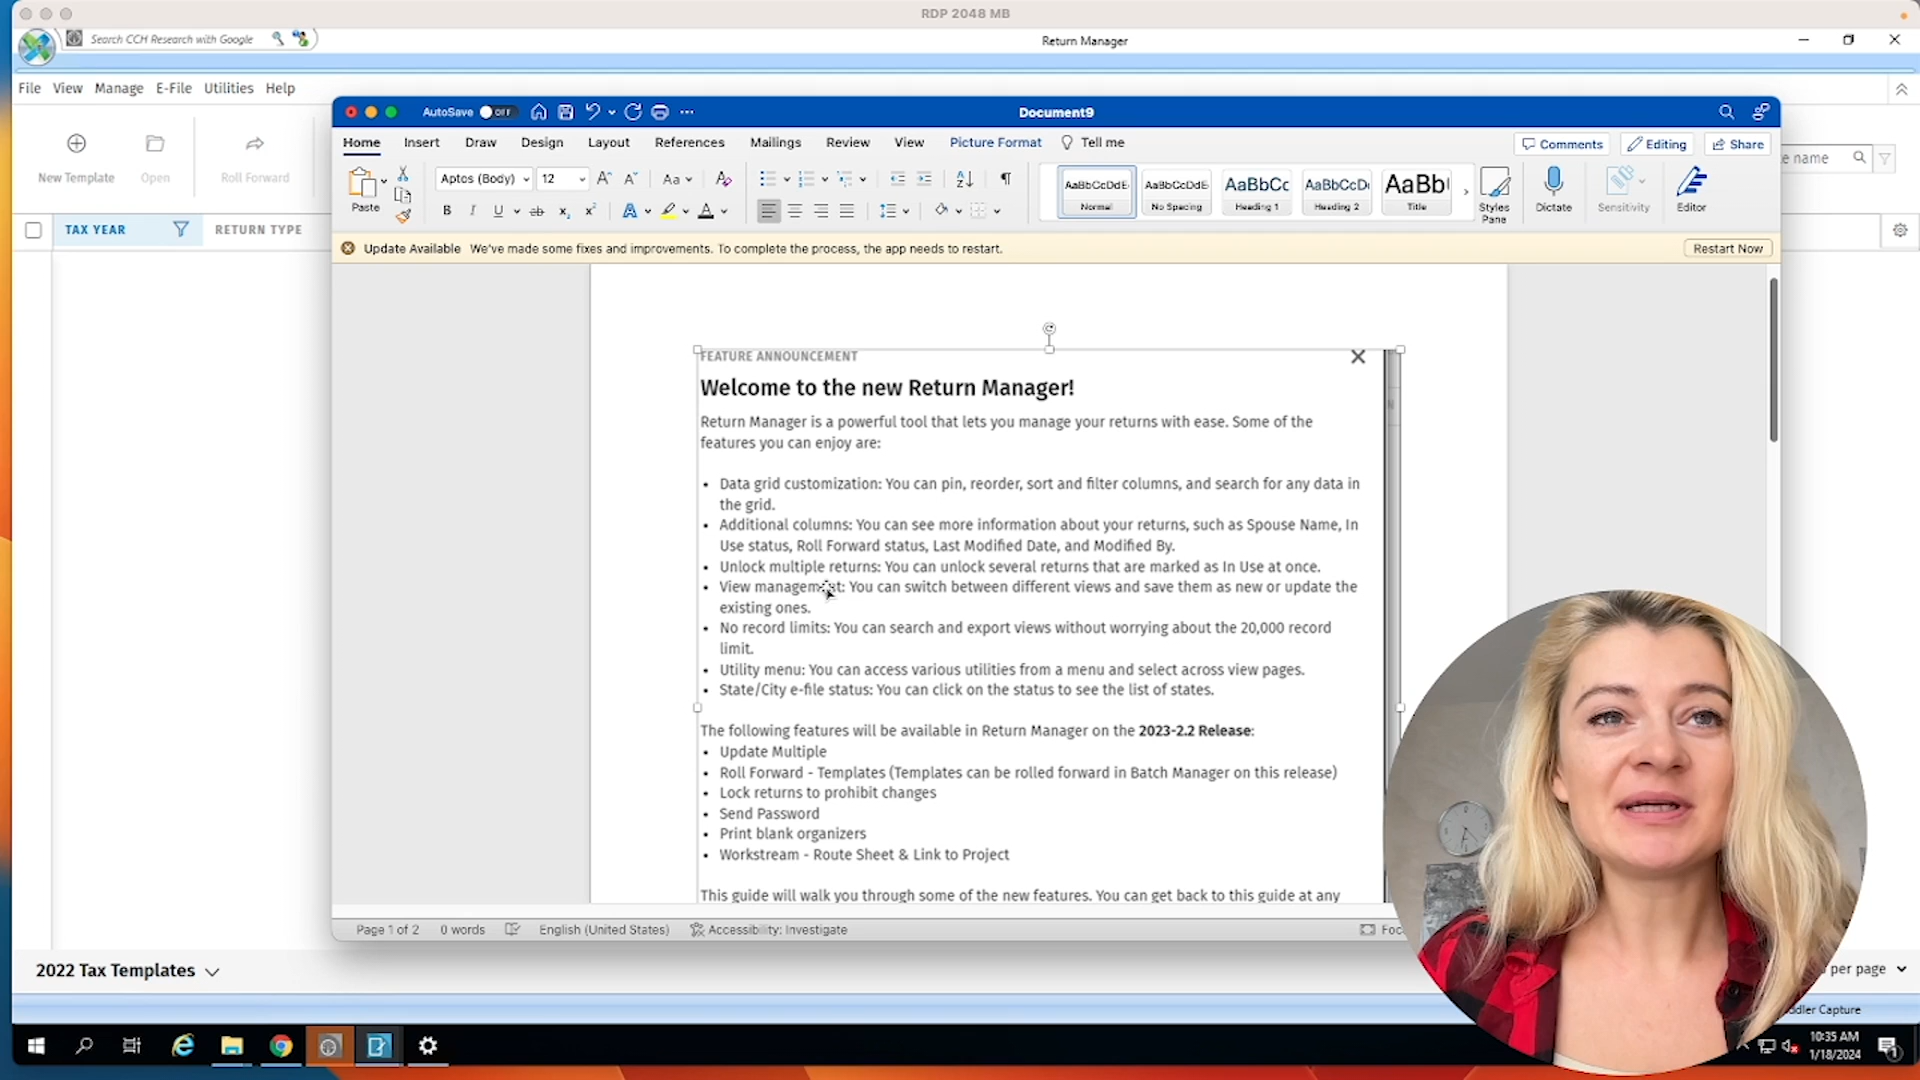 RDP 2048 MB
Search CCH Research with Google
Return Manager
File View Manage E-File Utilities Help
New Template Open Roll Forward
TAX YEAR RETURN TYPE
AutoSave OFF Document9
Home Insert Draw Design Layout References Mailings Review View Picture Format Tell me
Comments Editing Share
Paste Aptos (Body) 12
AaBbCcDdE AaBbCcDdE AaBbCc AaBbCcD AaBb
Normal No Spacing Heading 1 Heading 2 Title
Styles Pane Dictate Sensitivity Editor
name
Update Available We've made some fixes and improvements. To complete the process, the app needs to restart. Restart Now
FEATURE ANNOUNCEMENT
Welcome to the new Return Manager!
Return Manager is a powerful tool that lets you manage your returns with ease. Some of the
features you can enjoy are:
• Data grid customization: You can pin, reorder, sort and filter columns, and search for any data in
the grid.
• Additional columns: You can see more information about your returns, such as Spouse Name, In
Use status, Roll Forward status, Last Modified Date, and Modified By.
• Unlock multiple returns: You can unlock several returns that are marked as In Use at once.
• View management: You can switch between different views and save them as new or update the
existing ones.
• No record limits: You can search and export views without worrying about the 20,000 record
limit.
• Utility menu: You can access various utilities from a menu and select across view pages.
• State/City e-file status: You can click on the status to see the list of states.
The following features will be available in Return Manager on the 2023-2.2 Release:
• Update Multiple
• Roll Forward - Templates (Templates can be rolled forward in Batch Manager on this release)
• Lock returns to prohibit changes
• Send Password
• Print blank organizers
• Workstream - Route Sheet & Link to Project
This guide will walk you through some of the new features. You can get back to this guide at any
Page 1 of 2 0 words English (United States) Accessibility: Investigate
2022 Tax Templates
per page
Capture
10:35 AM
1/18/2024